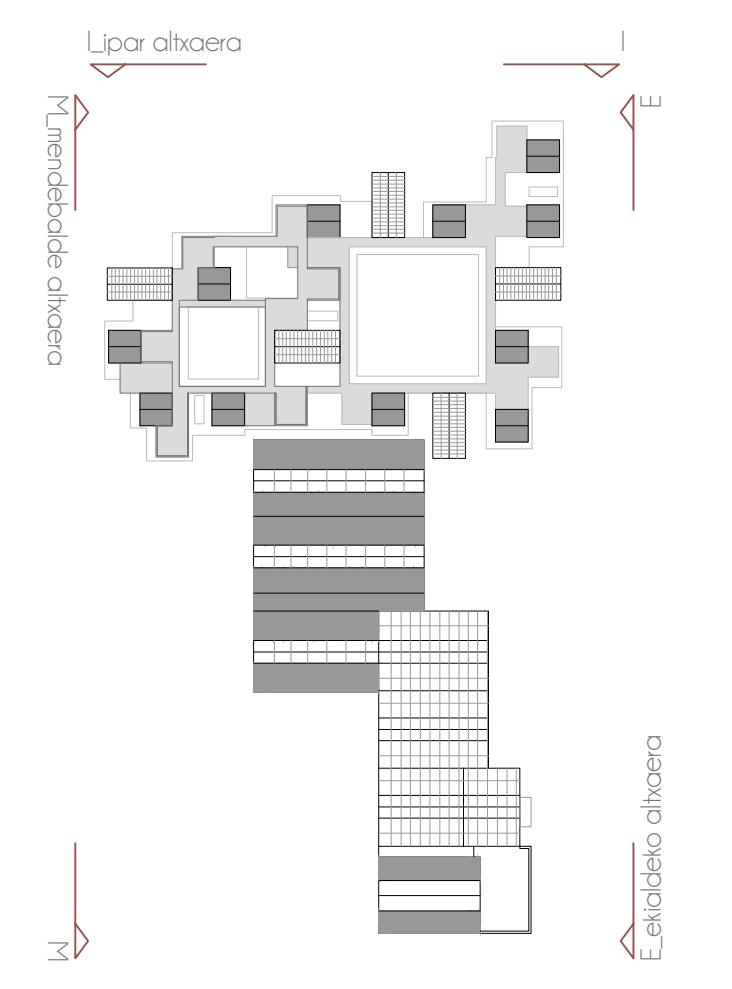 I_ipar altxaera
I
M_mendebalde altxaera
E
M
E_ekialdeko altxaera